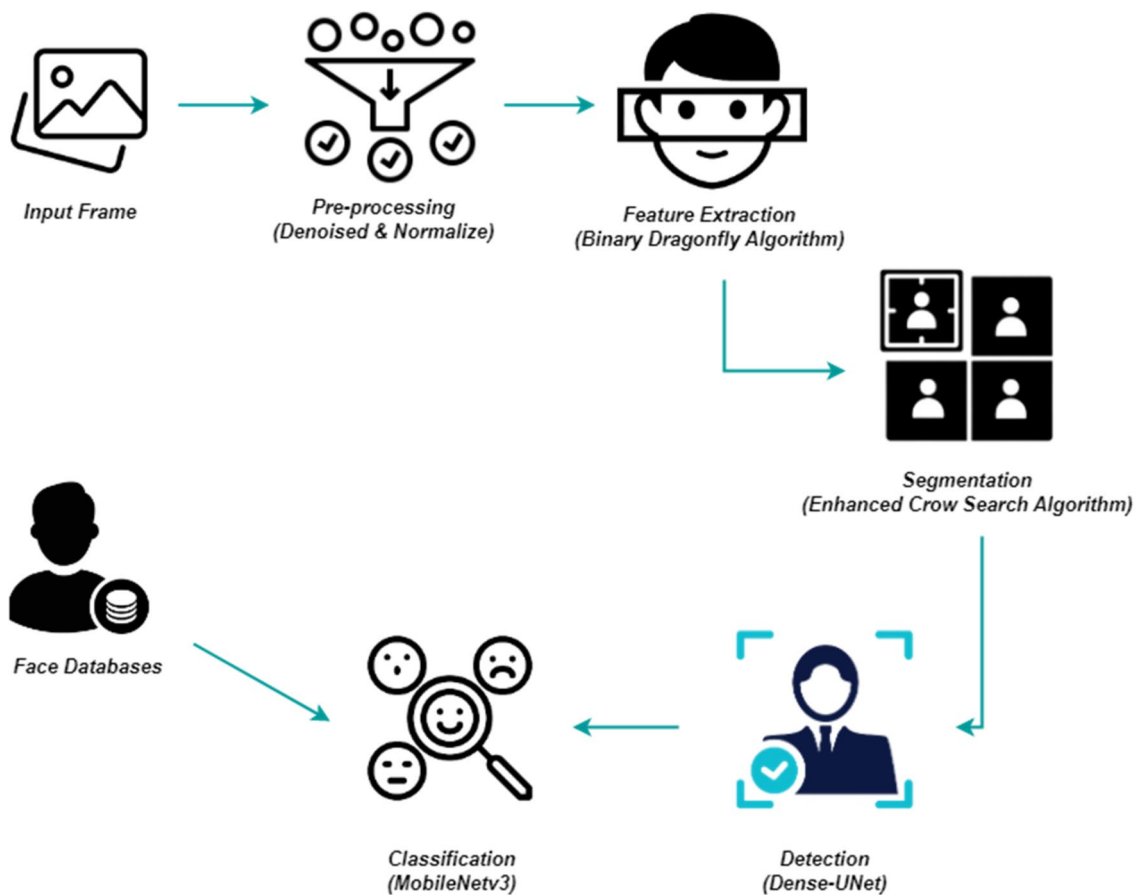 Input Frame
Pre-processing
(Denoised & Normalize)
Feature Extraction
(Binary Dragonfly Algorithm)
Segmentation
(Enhanced Crow Search Algorithm)
Face Databases
Classification
(MobileNetv3)
Detection
(Dense-UNet)